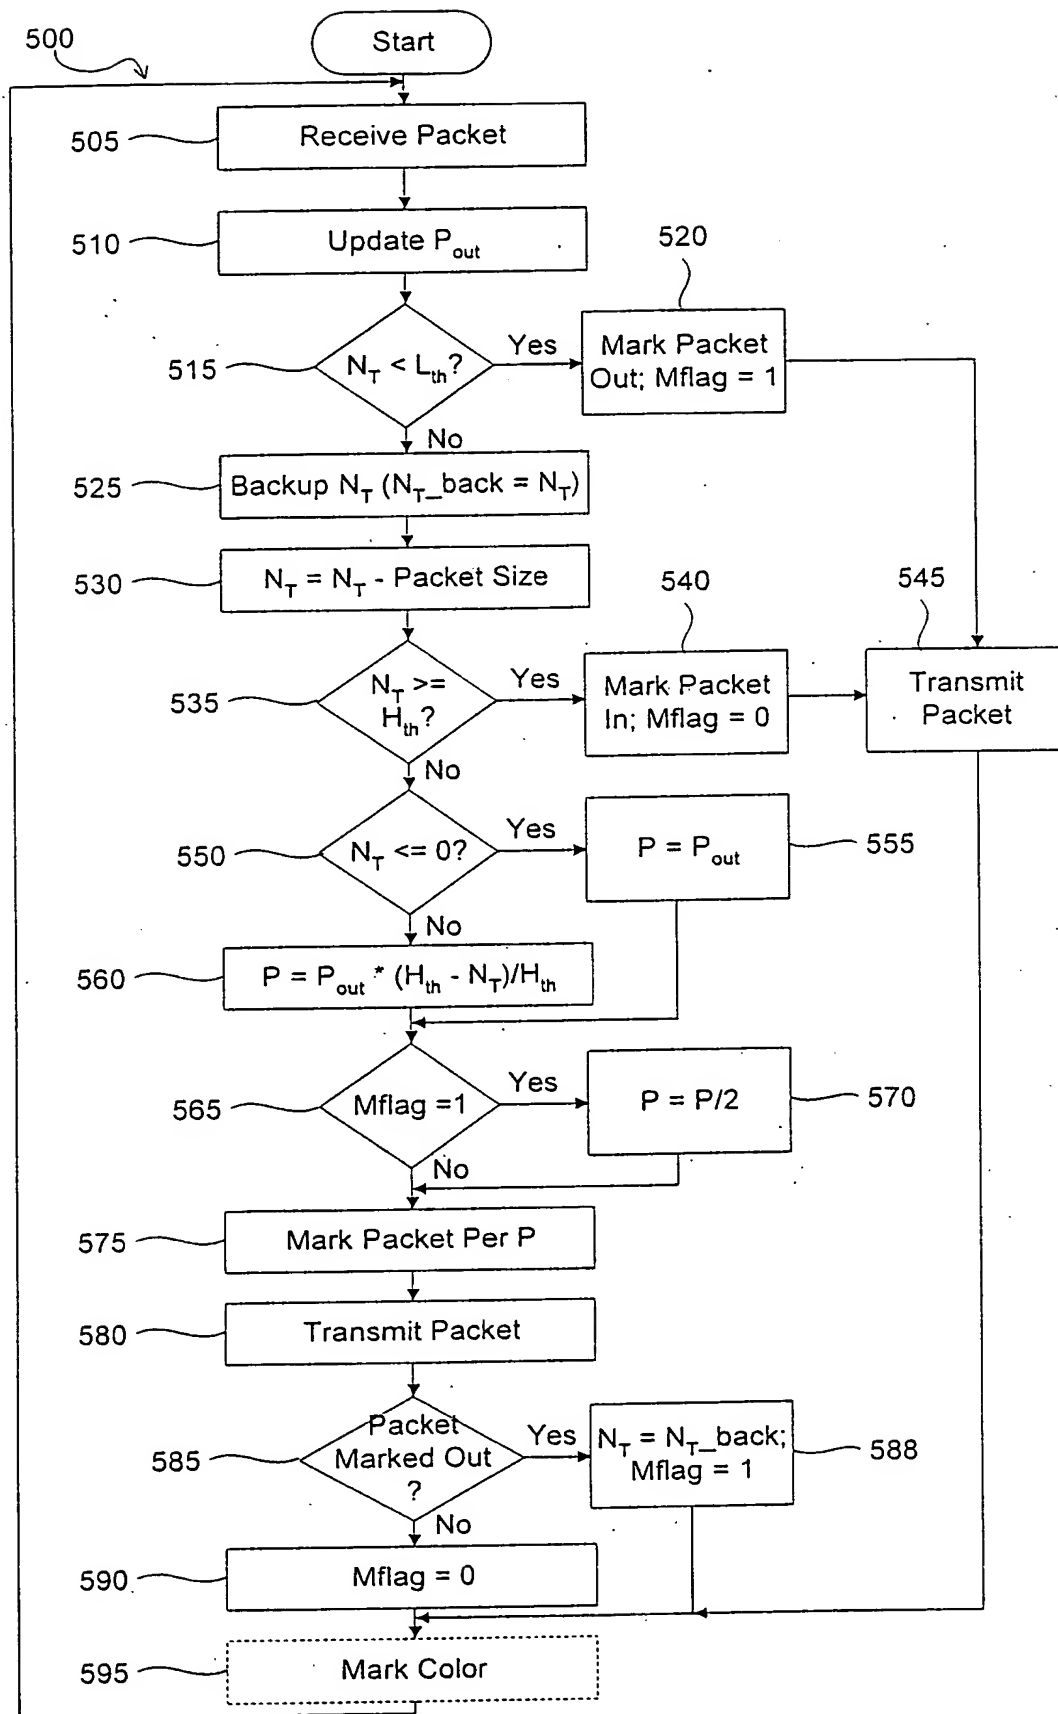 500
Start
505
Receive Packet
510
Update P_out
520
515
N_T < L_th?
Yes
Mark Packet
Out; Mflag = 1
No
525
Backup N_T (N_T_back = N_T)
530
N_T = N_T - Packet Size
540
545
535
N_T >=
H_th?
Yes
Mark Packet
In; Mflag = 0
Transmit
Packet
No
550
N_T <= 0?
Yes
P = P_out
555
No
560
P = P_out * (H_th - N_T)/H_th
565
Mflag =1
Yes
P = P/2
570
No
575
Mark Packet Per P
580
Transmit Packet
585
Packet
Marked Out
?
Yes
N_T = N_T_back;
Mflag = 1
588
No
590
Mflag = 0
595
Mark Color